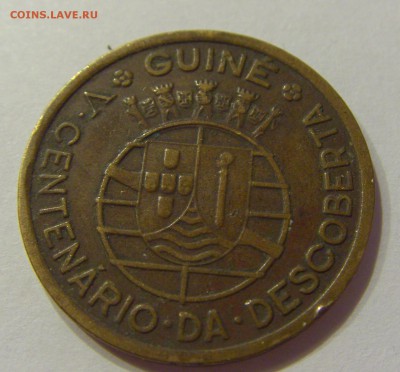 COINS.LAVE.RU
GUINÉ
V·CENTENÁRIO·DA·DESCOBERTA